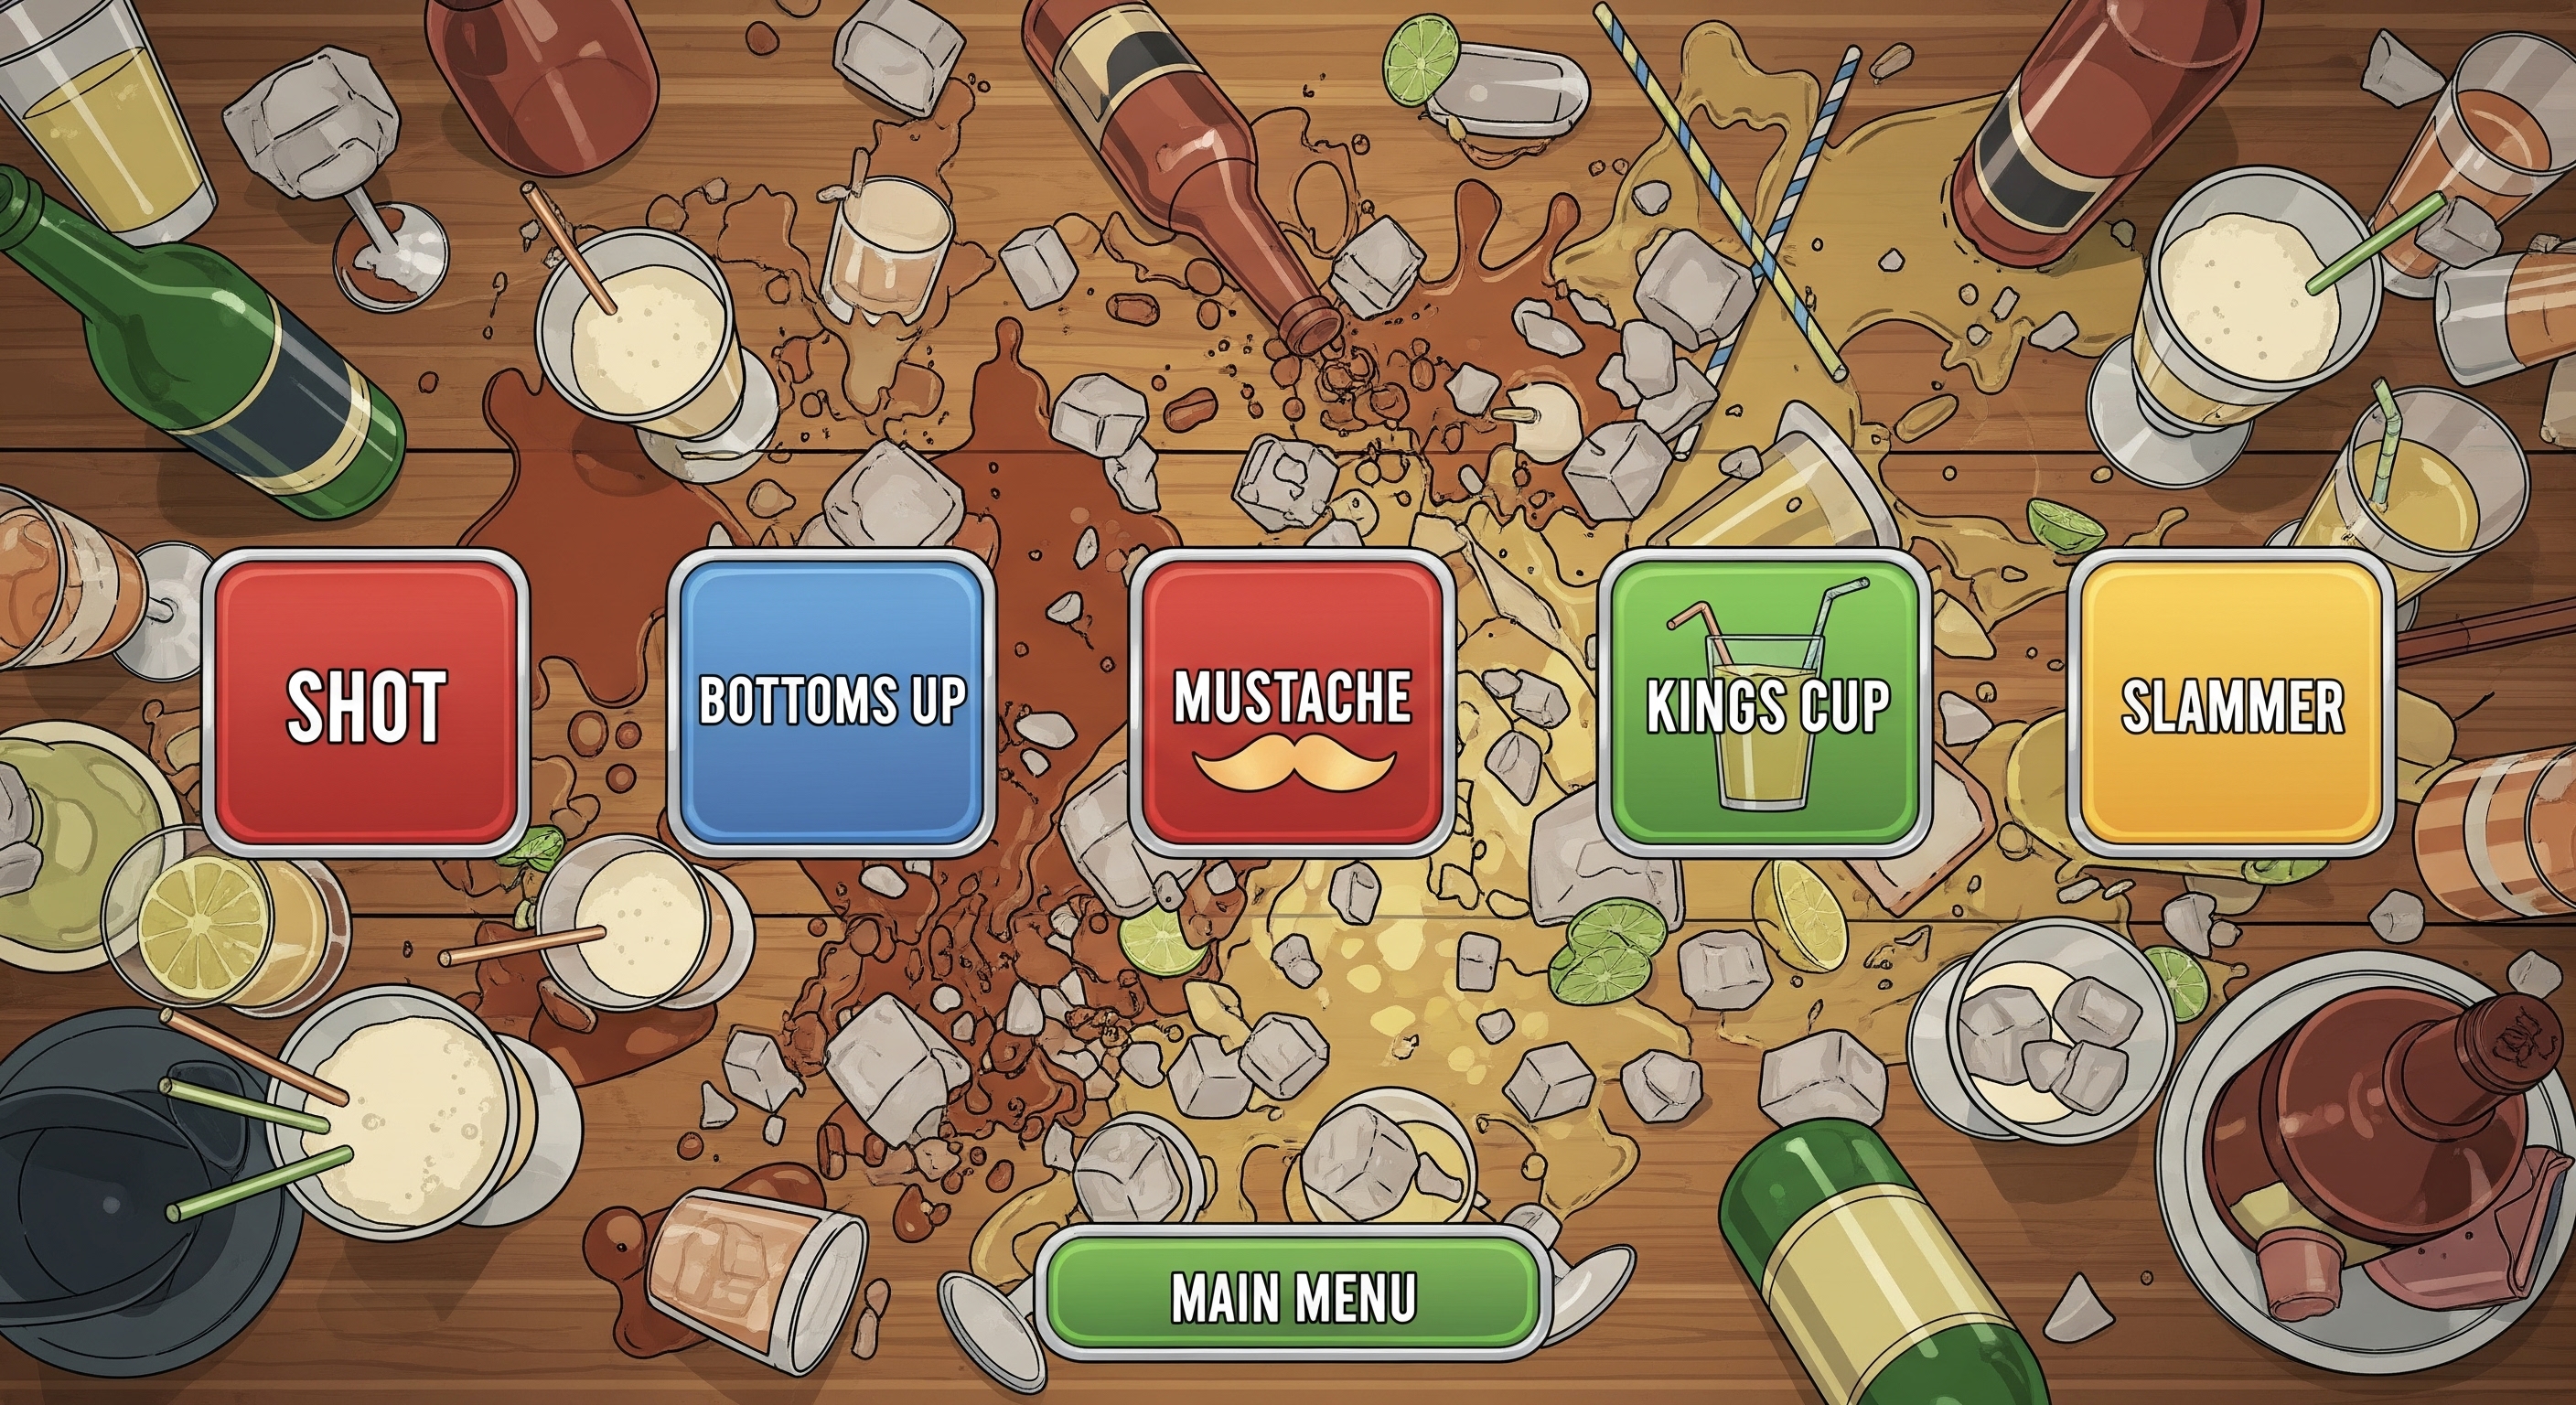 SHOT
BOTTOMS UP
MUSTACHE
KINGS CUP
SLAMMER
MAIN MENU